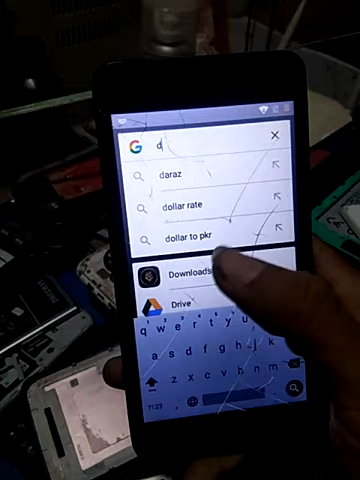 d
daraz
dollar rate
dollar to pkr
Downloads
Drive
q w e r t y u
a s d f g h j k
z x c v b n m
?123 ,